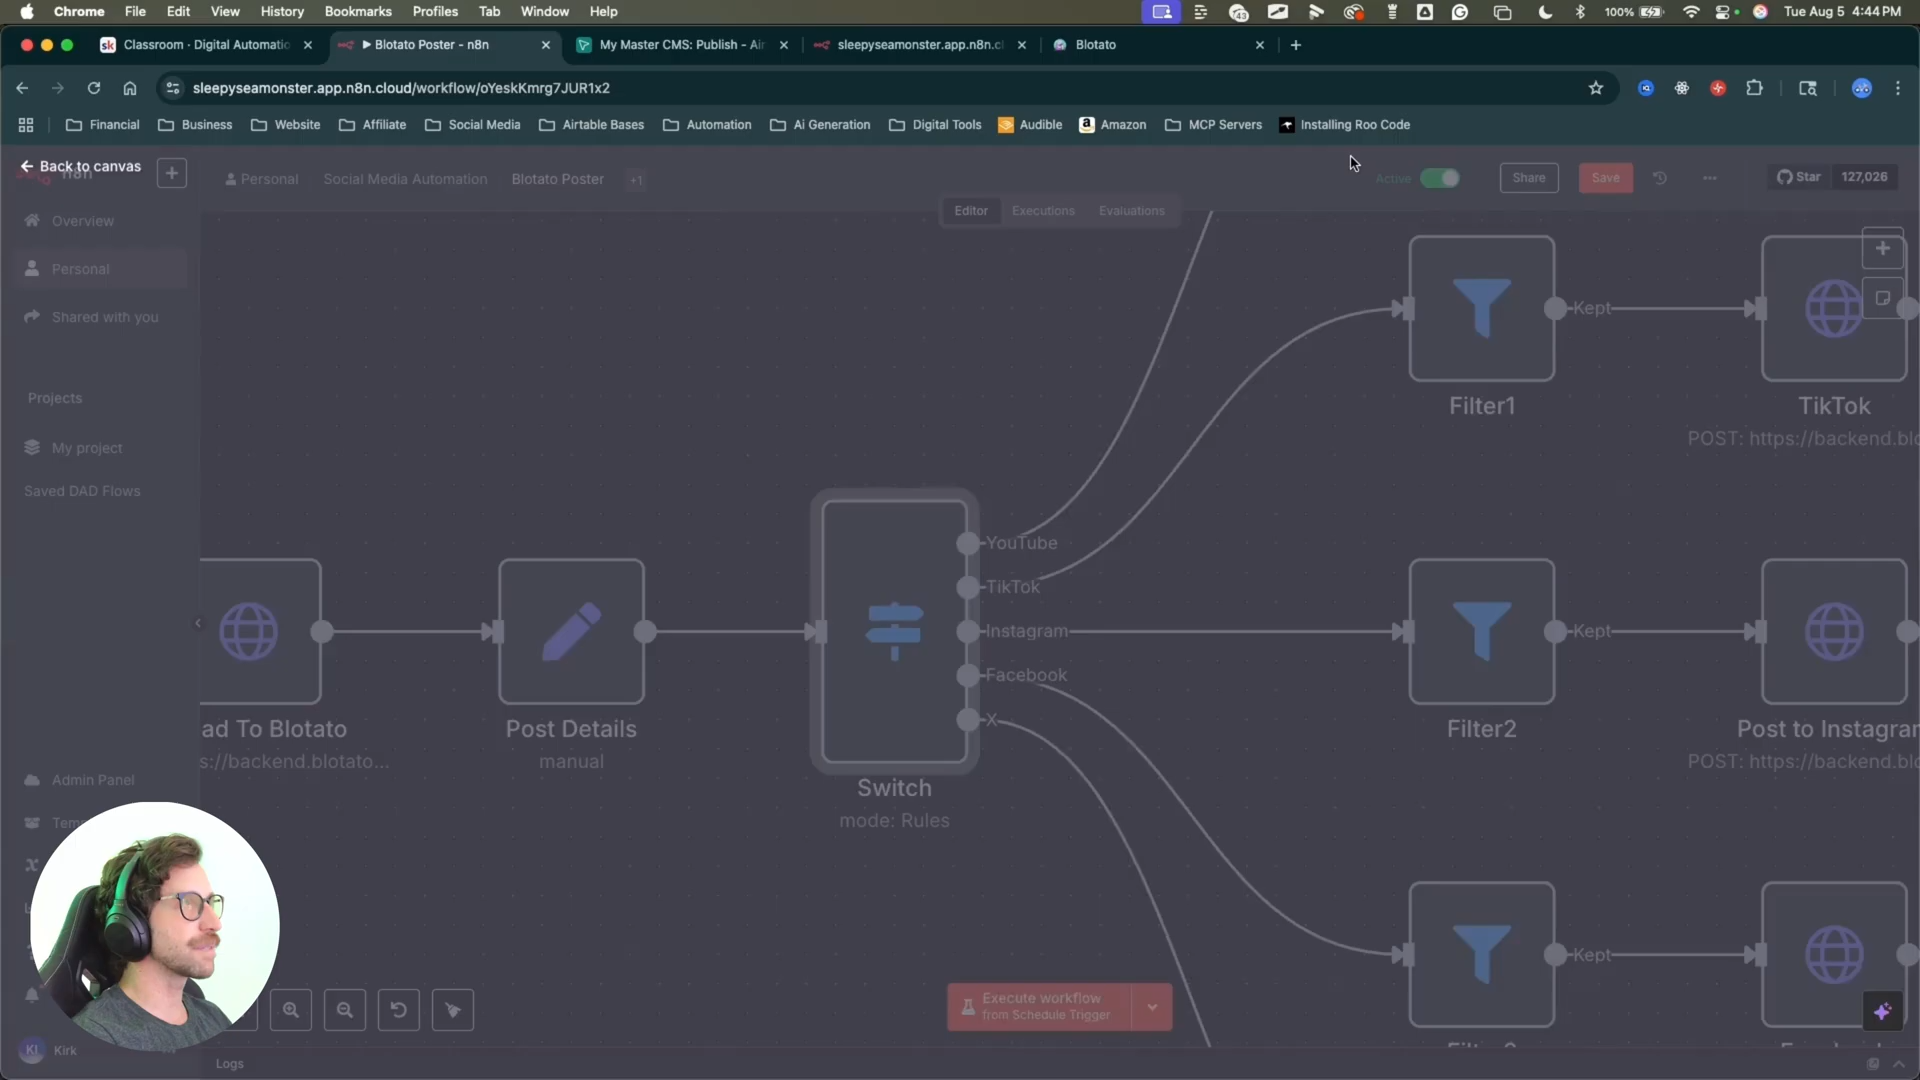 Chrome File Edit View History Bookmarks Profiles Tab Window Help
43 100% Tue Aug 5 4:44 PM
Classroom · Digital Automatio
▶ Blotato Poster - n8n
My Master CMS: Publish - Air
sleepyseamonster.app.n8n.cl
Blotato
sleepyseamonster.app.n8n.cloud/workflow/oYeskKmrg7JUR1x2
Financial Business Website Affiliate Social Media Airtable Bases Automation Ai Generation Digital Tools Audible Amazon MCP Servers Installing Roo Code
Back to canvas
n8n
Personal Social Media Automation Blotato Poster +1
Active Share Save Star 127,026
Editor Executions Evaluations
Overview
Personal
Shared with you
Projects
My project
Saved DAD Flows
Admin Panel
Kirk
KI
Kept
Filter1
TikTok
POST: https://backend.blo
YouTube
TikTok
Instagram
Facebook
X
Kept
ad To Blotato
s://backend.blotato...
Post Details
manual
Switch
mode: Rules
Filter2
Post to Instagra
POST: https://backend.blo
Kept
Execute workflow
from Schedule Trigger
Logs